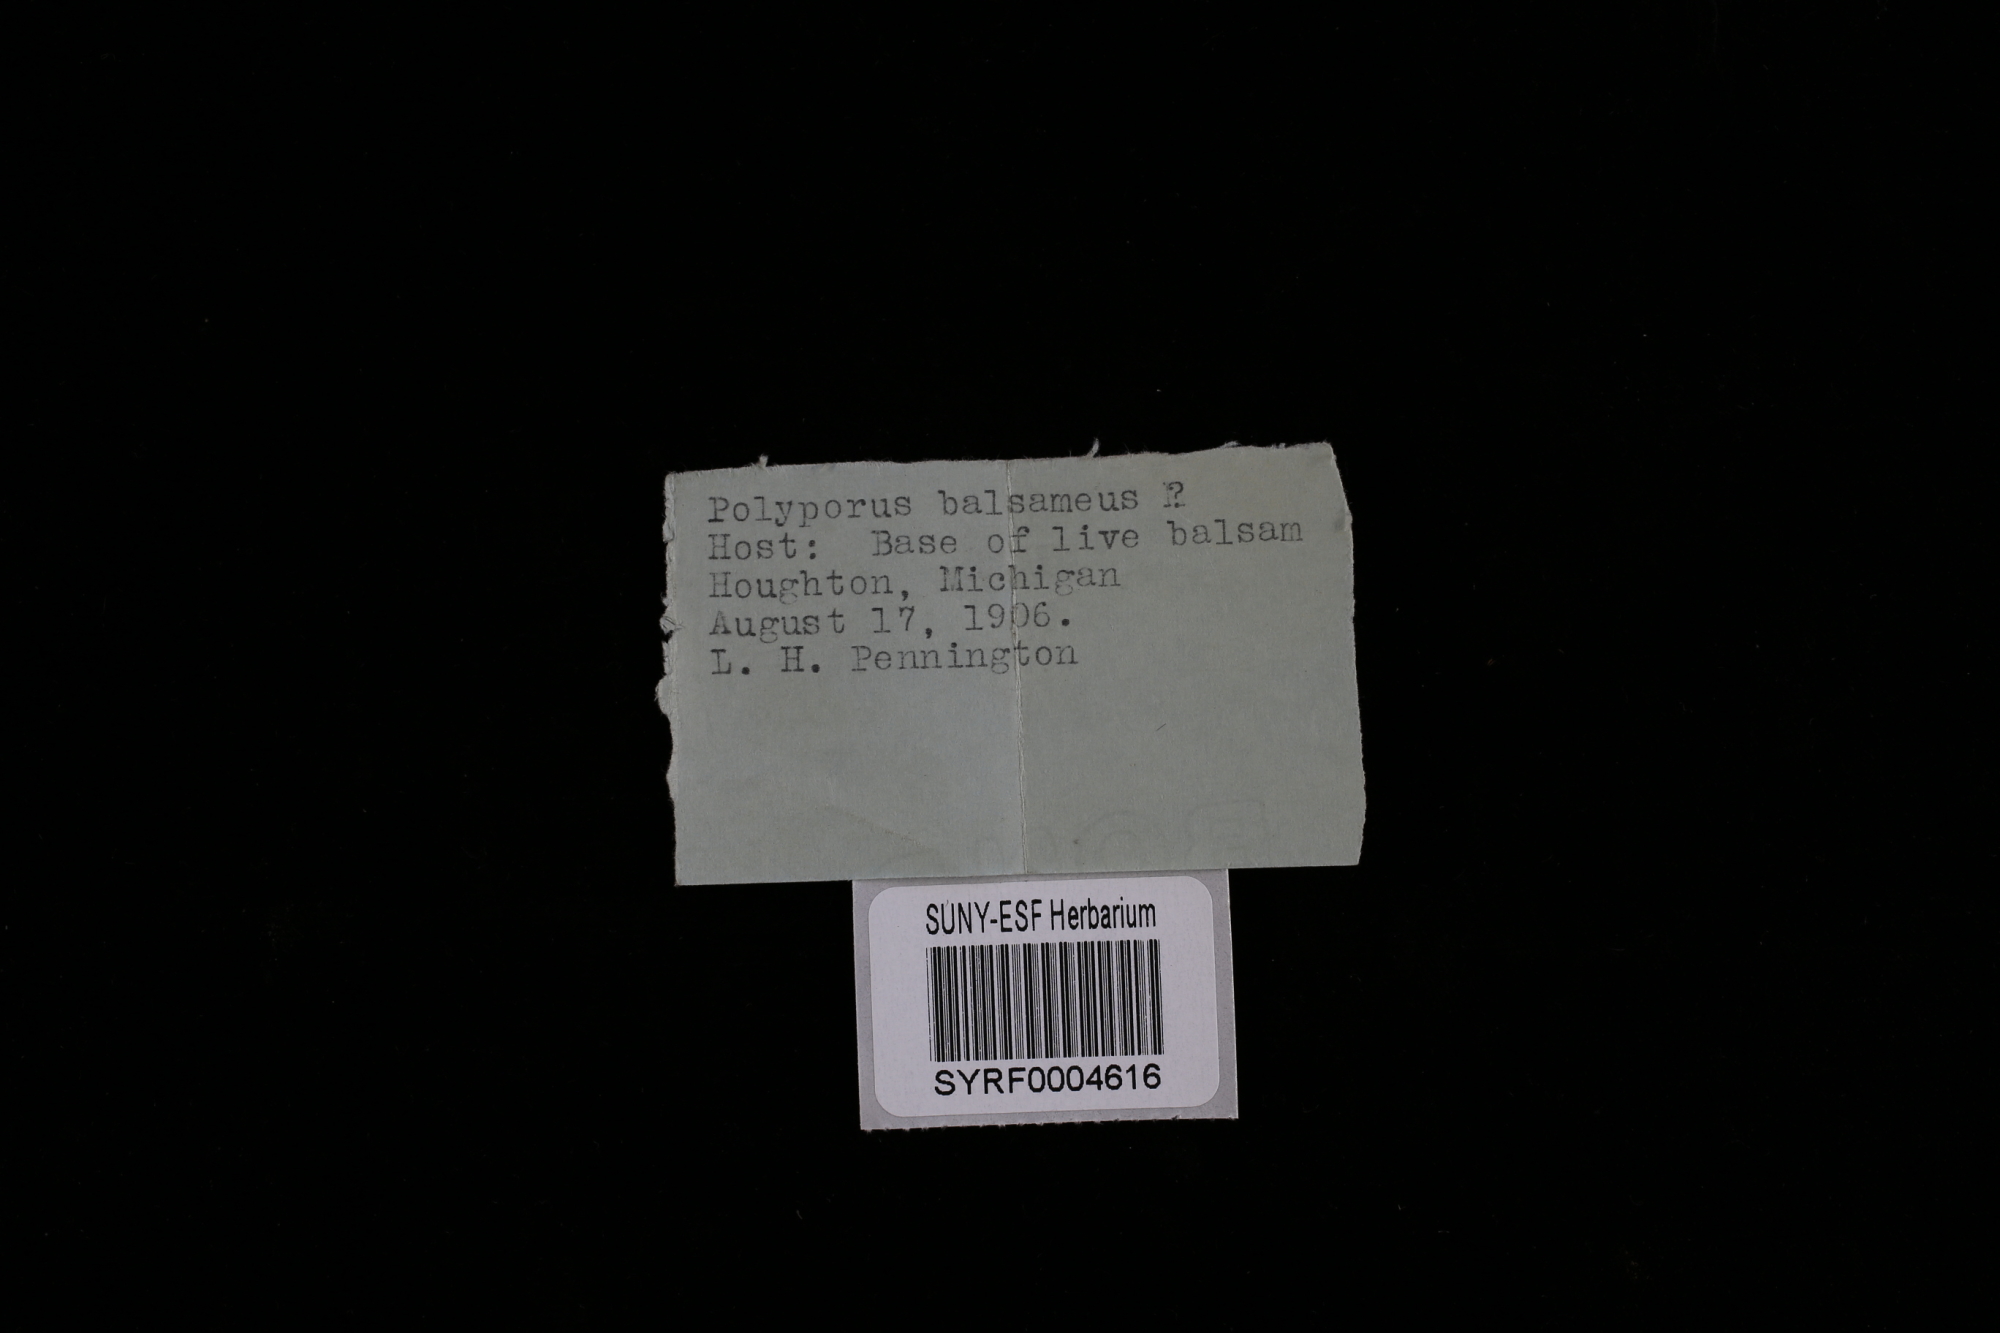 Polyporus balsameus ?
Host: Base of live balsam
Houghton, Michigan
August 17, 1906.
L. H. Pennington
SUNY-ESF Herbarium
SYRF0004616